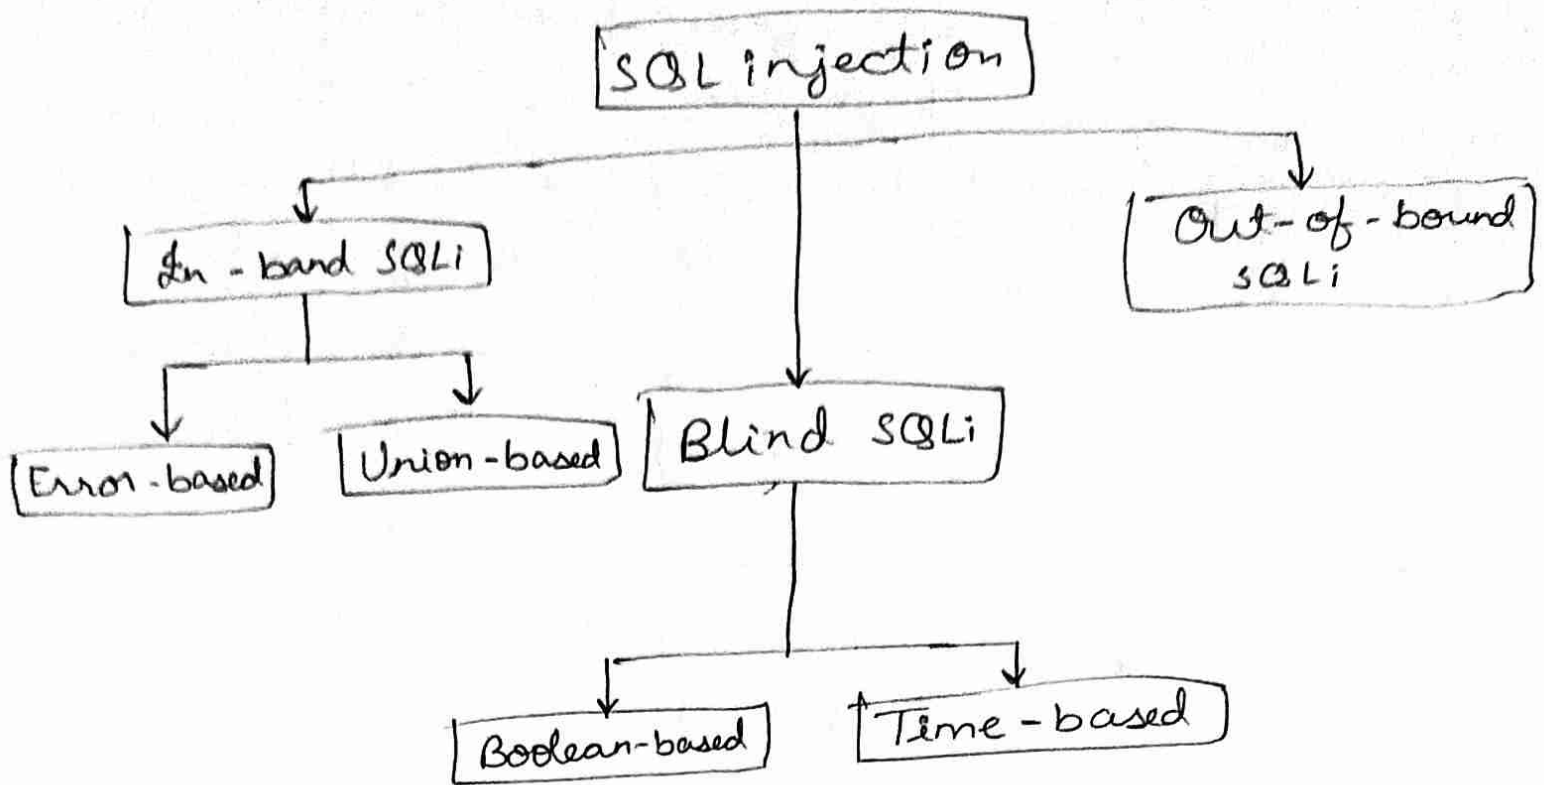 SQL injection
In-band SQLi
Out-of-bound
SQLi
Error-based
Union-based
Blind SQLi
Boolean-based
Time-based